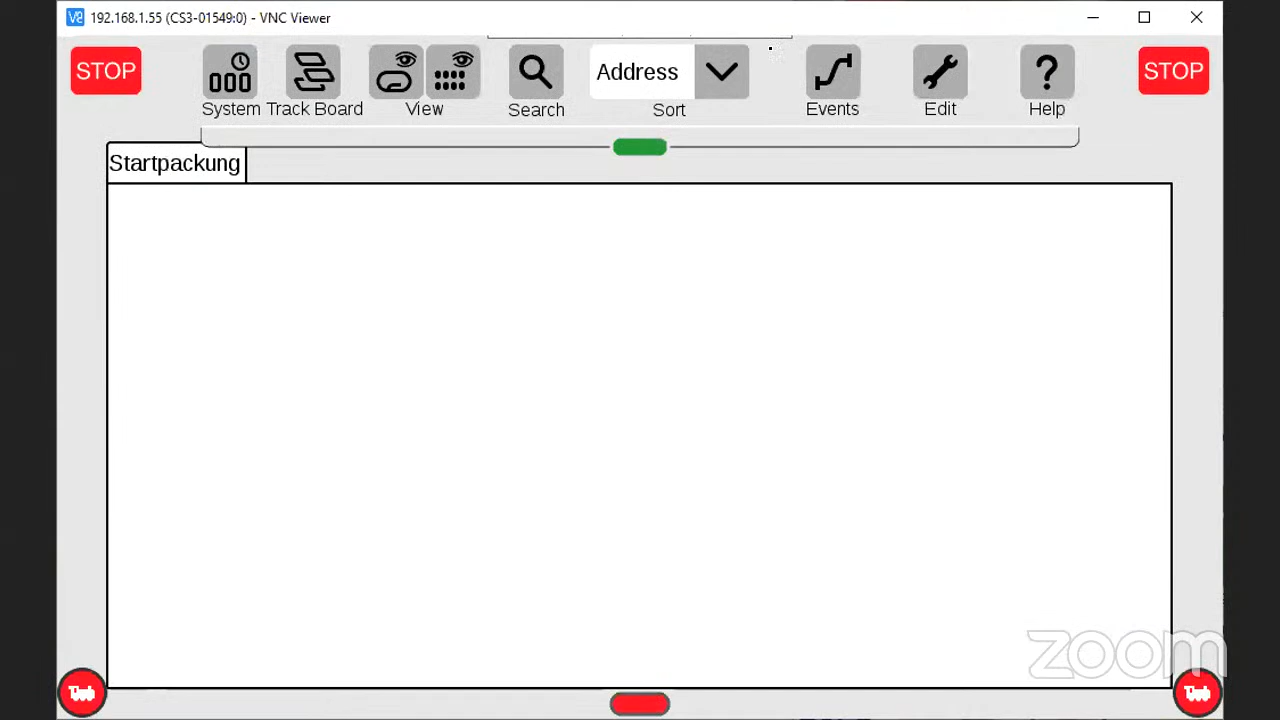 192.168.1.55 (CS3-01549:0) - VNC Viewer
STOP
Address
STOP
System Track Board View Search Sort Events Edit Help
Startpackung
zoom